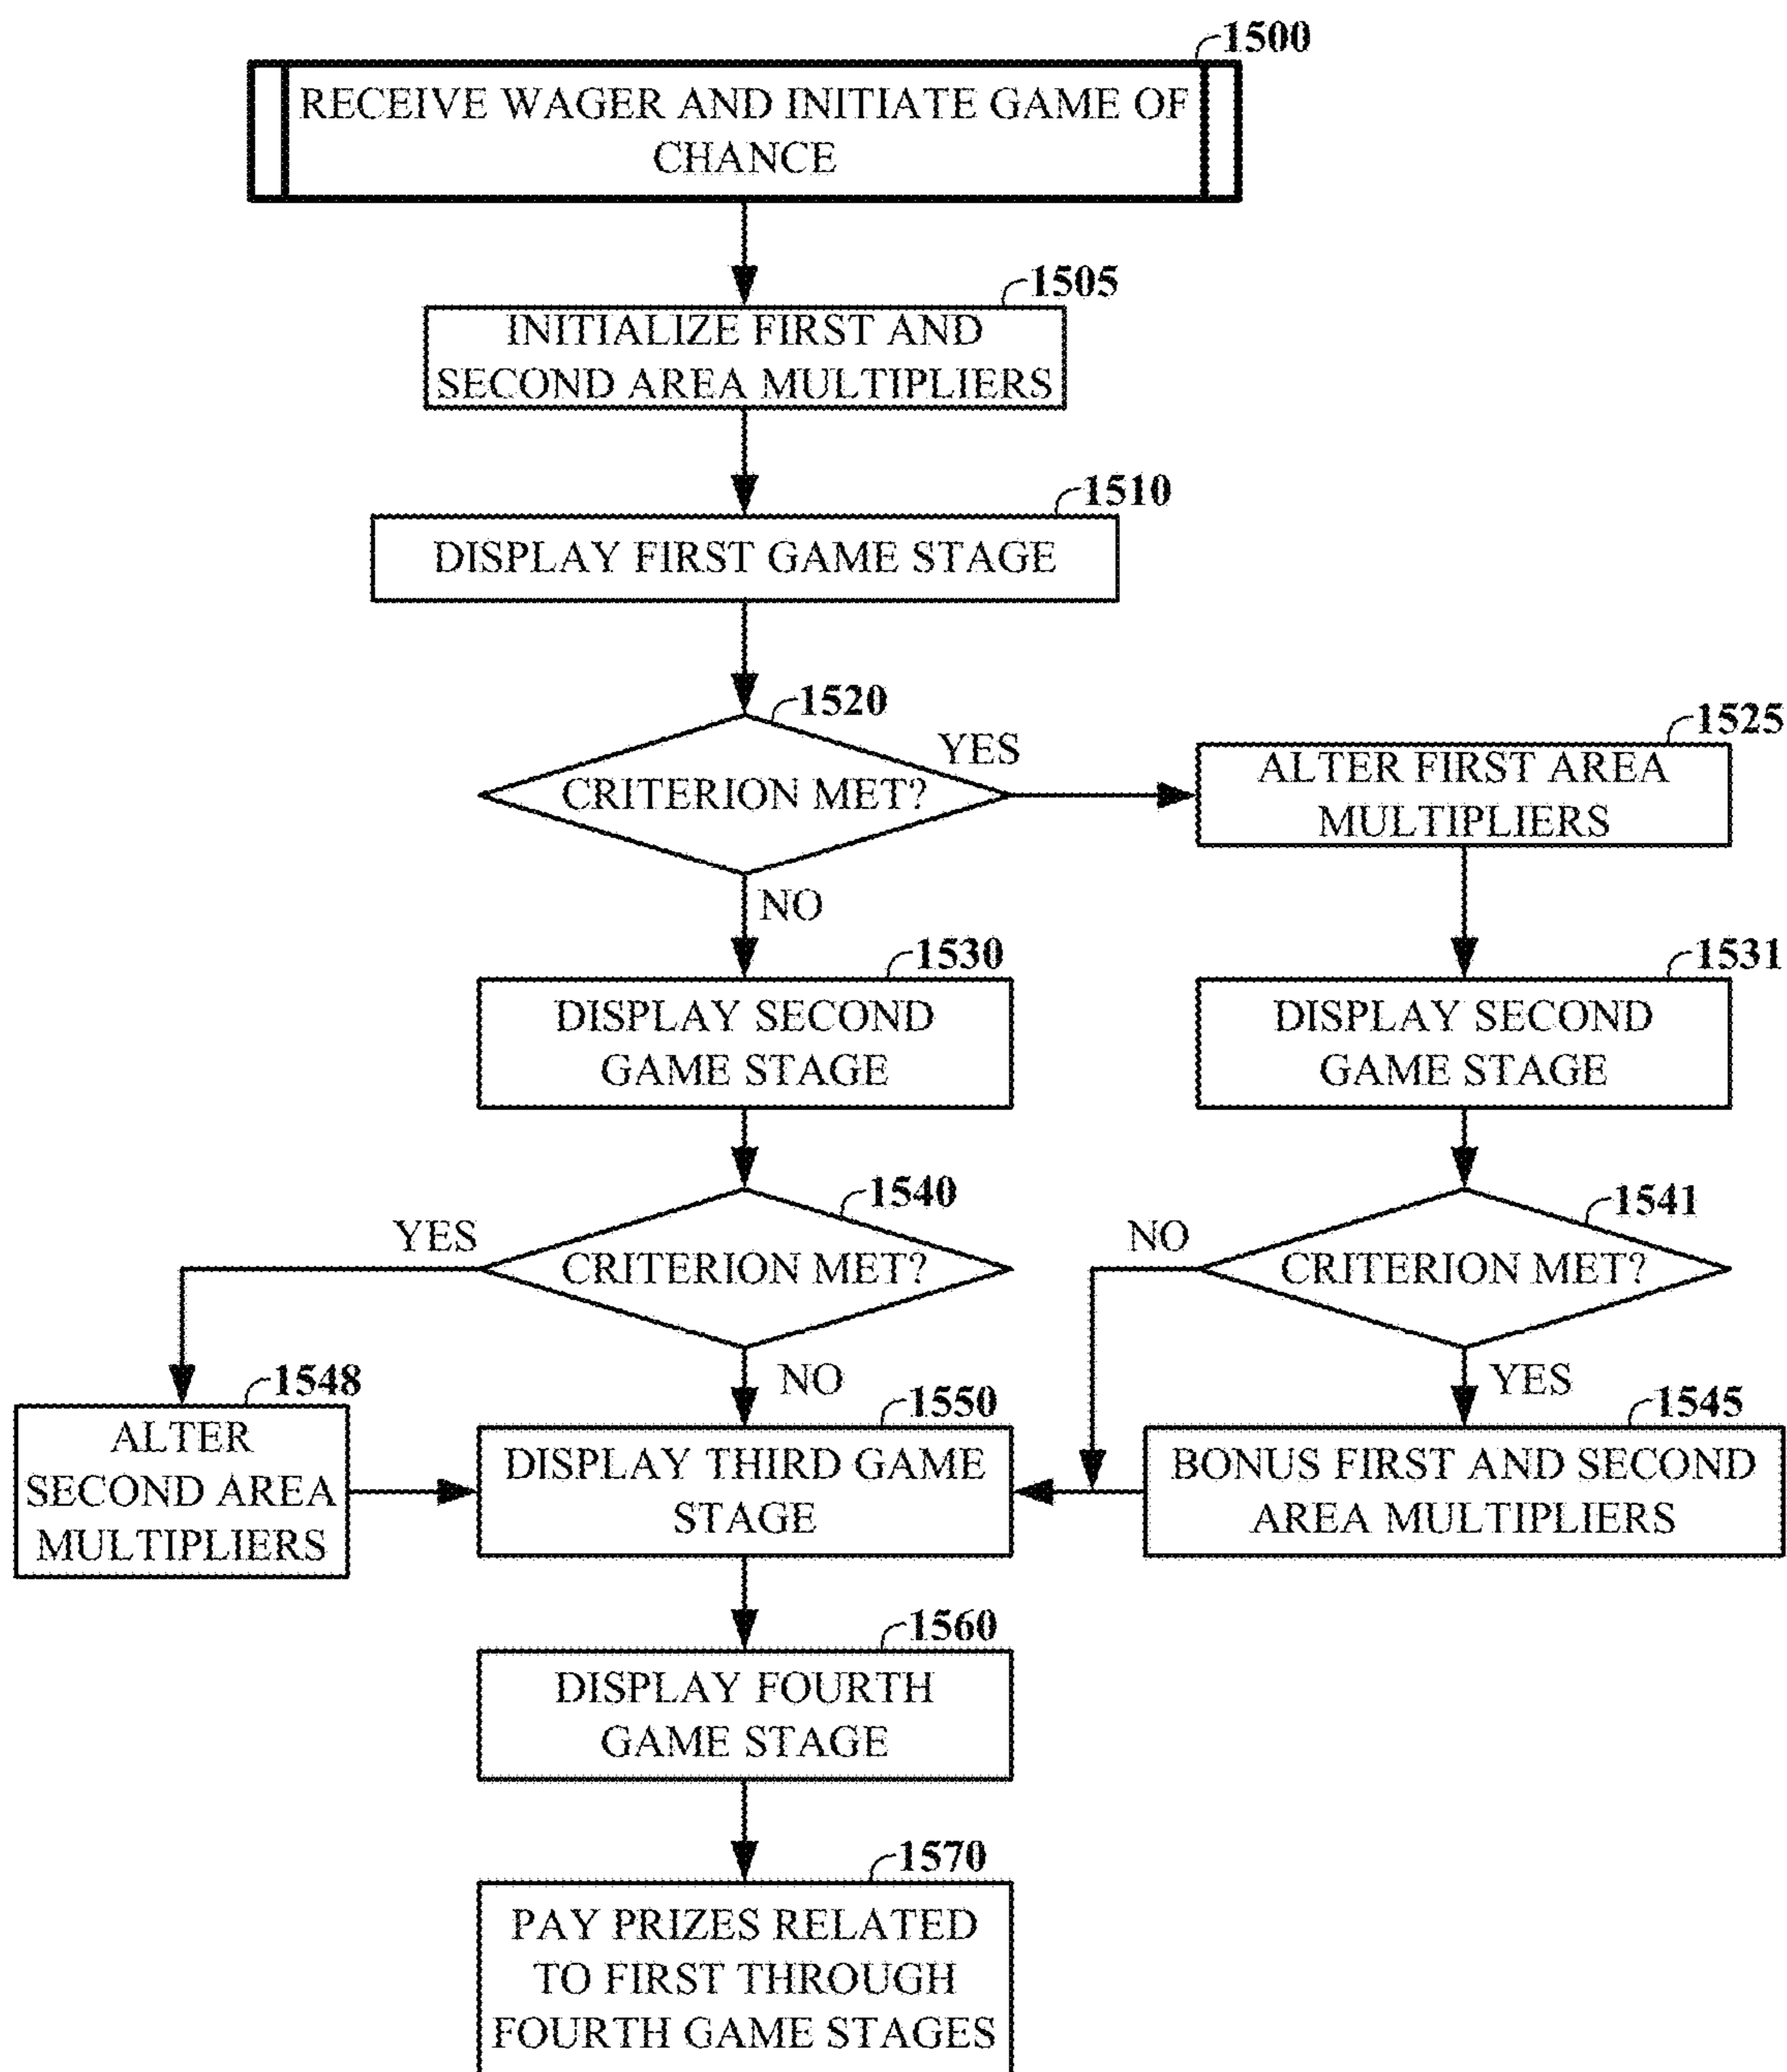 1500
RECEIVE WAGER AND INITIATE GAME OF
CHANCE
1505
INITIALIZE FIRST AND
SECOND AREA MULTIPLIERS
1510
DISPLAY FIRST GAME STAGE
1520
CRITERION MET?
YES
NO
1525
ALTER FIRST AREA
MULTIPLIERS
1530
DISPLAY SECOND
GAME STAGE
1531
DISPLAY SECOND
GAME STAGE
1540
CRITERION MET?
YES
NO
1541
CRITERION MET?
NO
YES
1548
ALTER
SECOND AREA
MULTIPLIERS
1550
DISPLAY THIRD GAME
STAGE
1545
BONUS FIRST AND SECOND
AREA MULTIPLIERS
1560
DISPLAY FOURTH
GAME STAGE
1570
PAY PRIZES RELATED
TO FIRST THROUGH
FOURTH GAME STAGES